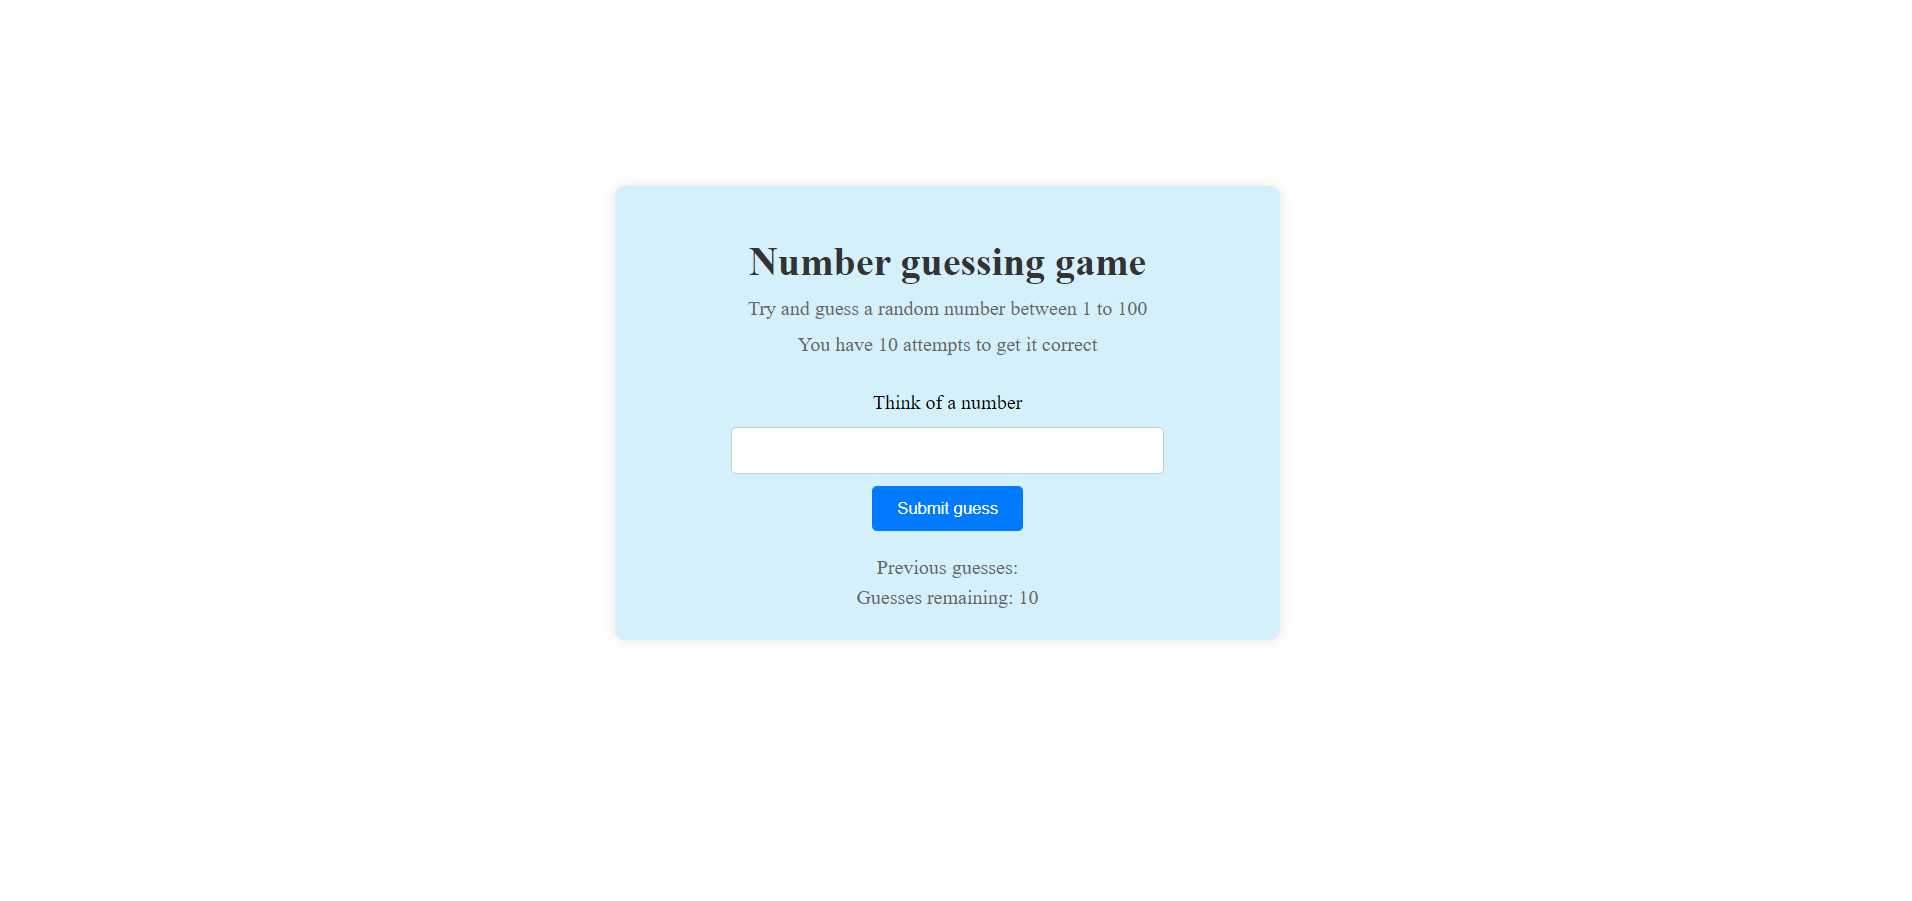 Number guessing game
Try and guess a random number between 1 to 100
You have 10 attempts to get it correct
Think of a number
Submit guess
Previous guesses:
Guesses remaining: 10